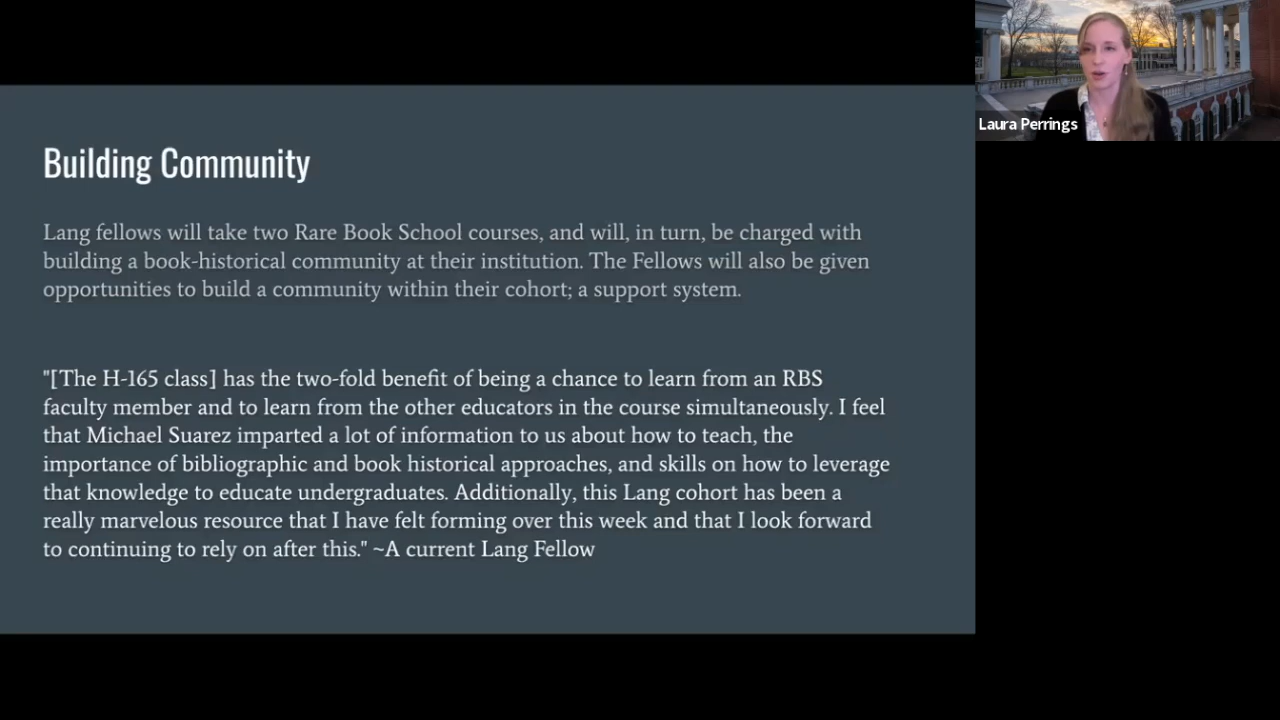 Laura Perrings
Building Community
Lang fellows will take two Rare Book School courses, and will, in turn, be charged with
building a book-historical community at their institution. The Fellows will also be given
opportunities to build a community within their cohort; a support system.
"[The H-165 class] has the two-fold benefit of being a chance to learn from an RBS
faculty member and to learn from the other educators in the course simultaneously. I feel
that Michael Suarez imparted a lot of information to us about how to teach, the
importance of bibliographic and book historical approaches, and skills on how to leverage
that knowledge to educate undergraduates. Additionally, this Lang cohort has been a
really marvelous resource that I have felt forming over this week and that I look forward
to continuing to rely on after this." ~A current Lang Fellow